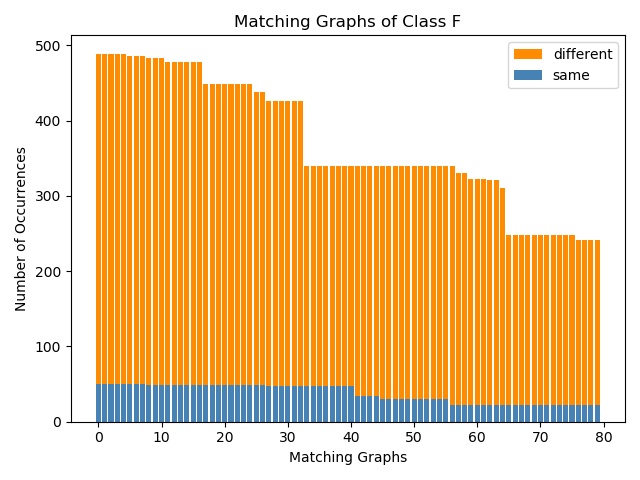 Matching Graphs of Class F
different
same
Number of Occurrences
500
400
300
200
100
0
0 10 20 30 40 50 60 70 80
Matching Graphs